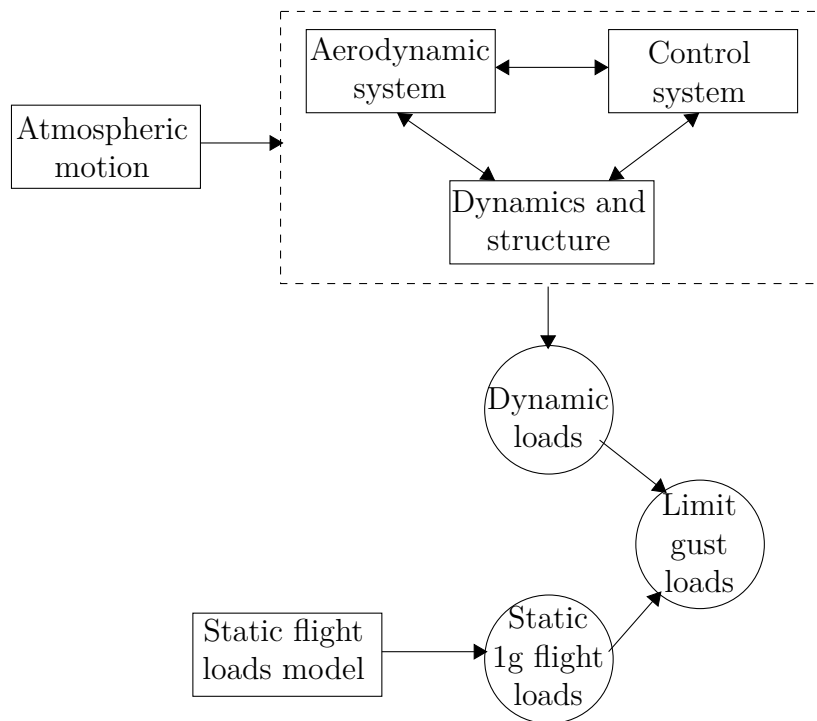 Aerodynamic
system
Control
system
Atmospheric
motion
Dynamics and
structure
Dynamic
loads
Limit
gust
loads
Static flight
loads model
Static
1g flight
loads